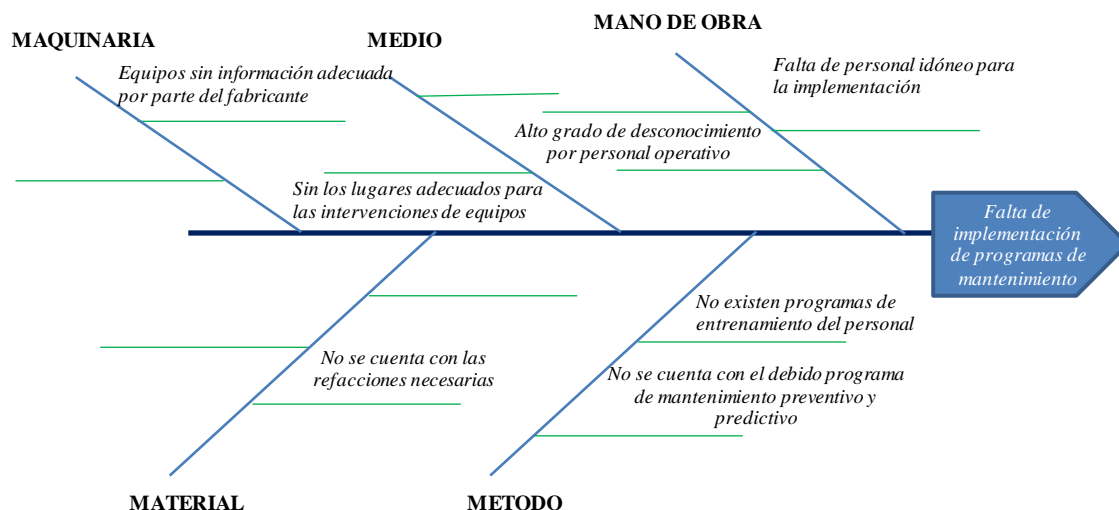 MAQUINARIA
MEDIO
MANO DE OBRA
Equipos sin información adecuada
por parte del fabricante
Falta de personal idóneo para
la implementación
Alto grado de desconocimiento
por personal operativo
Sin los lugares adecuados para
las intervenciones de equipos
Falta de
implementación
de programas de
mantenimiento
No existen programas de
entrenamiento del personal
No se cuenta con las
refacciones necesarias
No se cuenta con el debido programa
de mantenimiento preventivo y
predictivo
MATERIAL
METODO